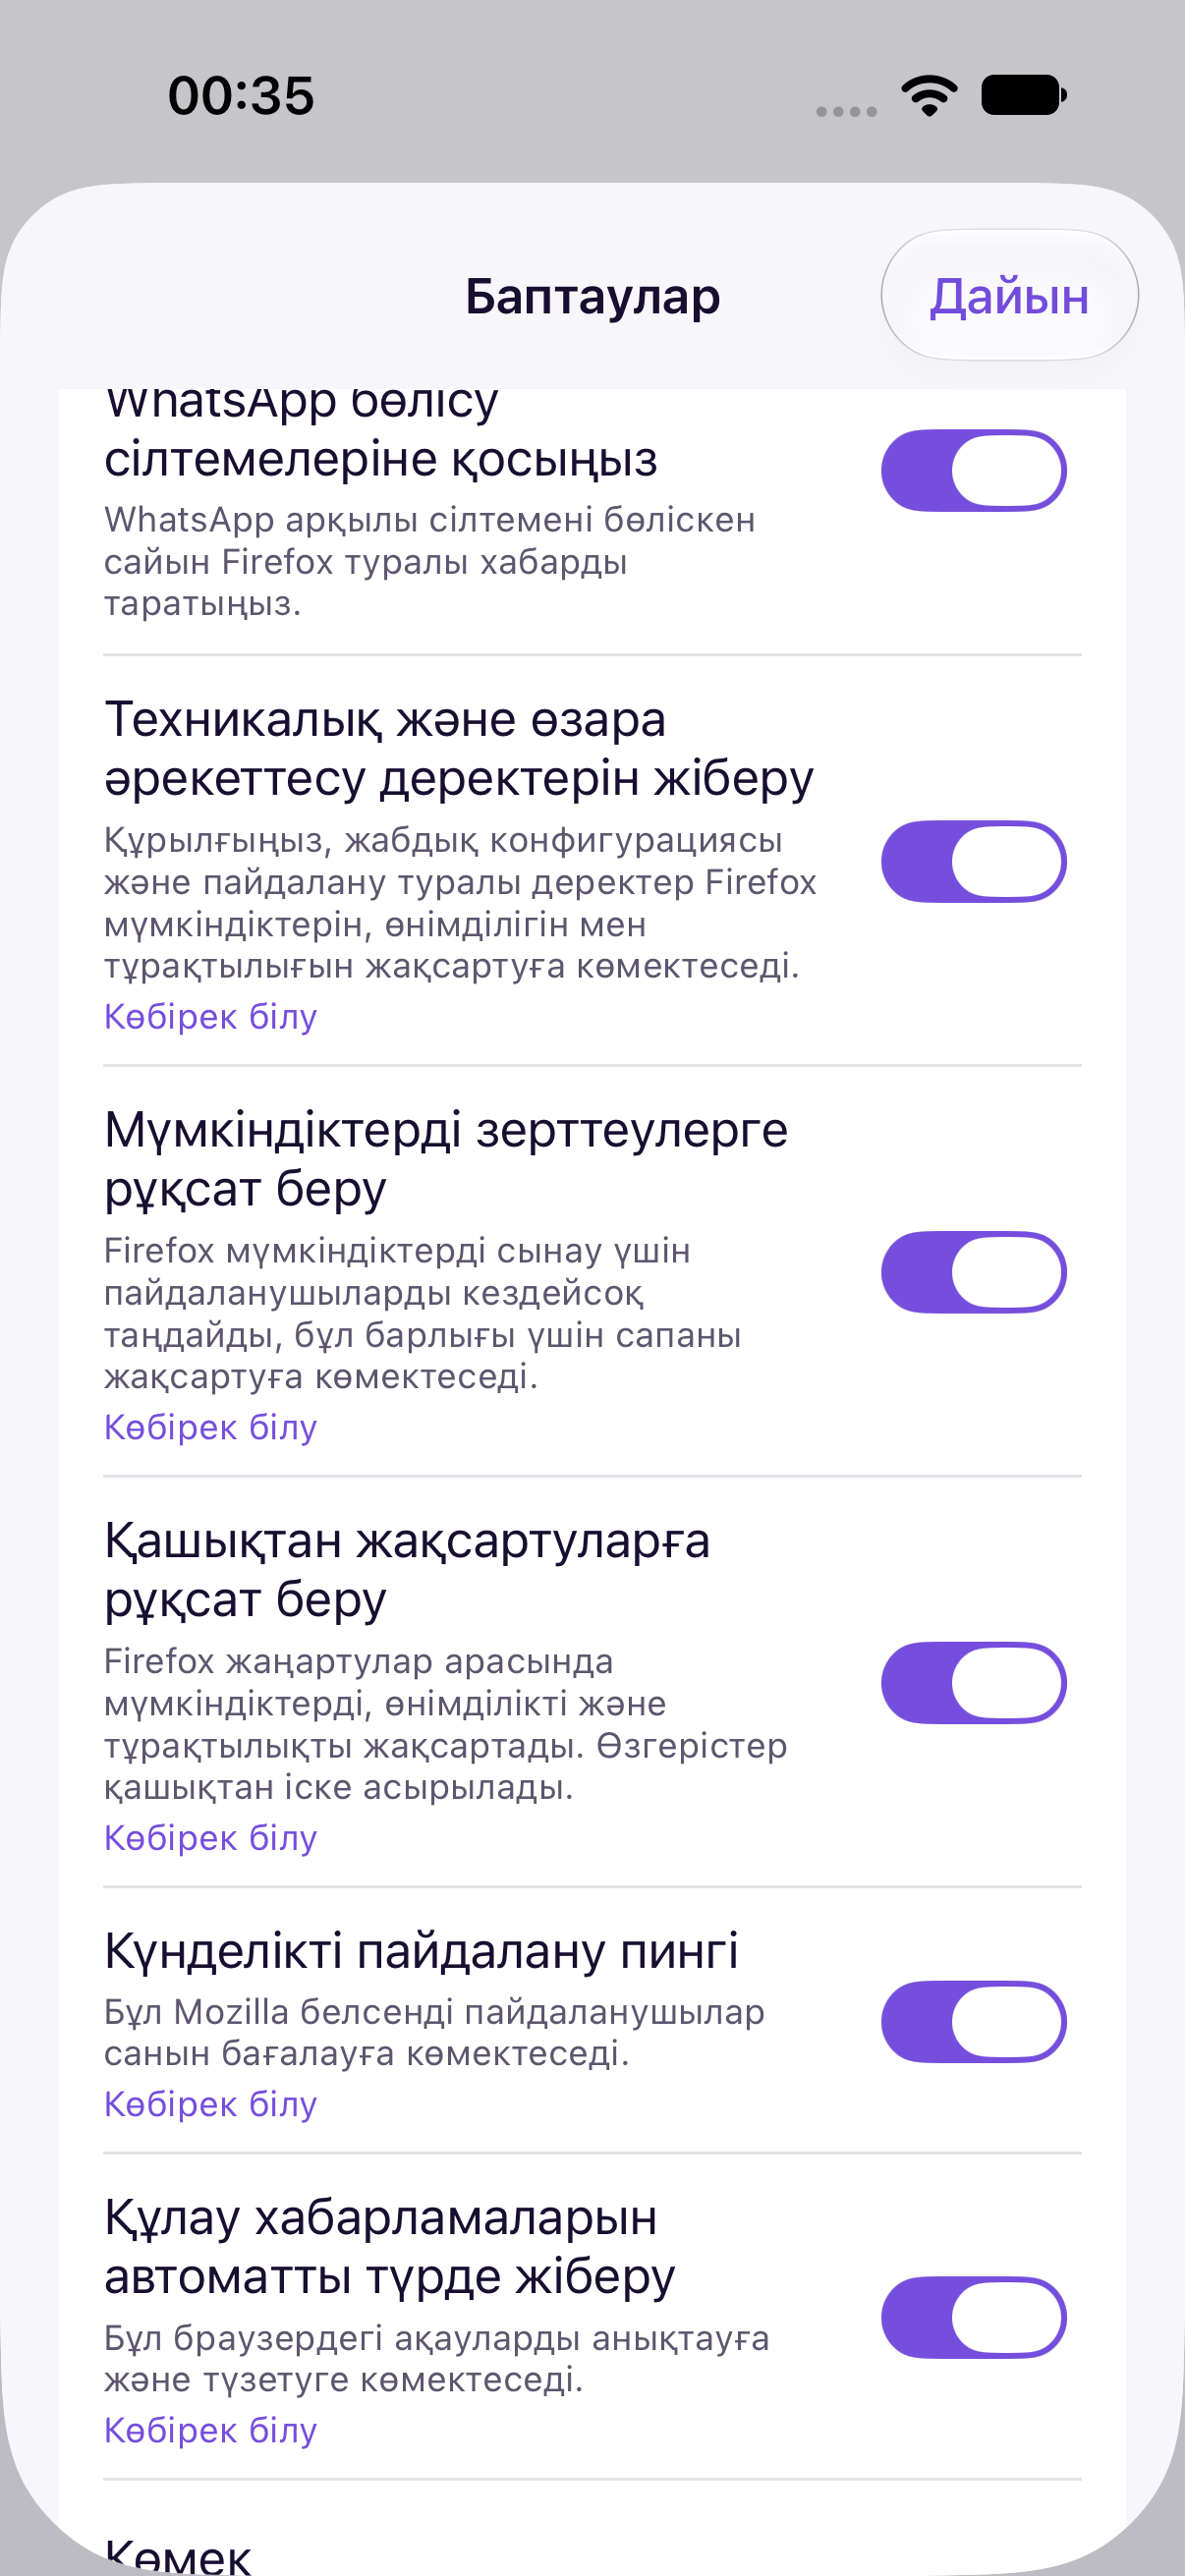 00:35
Баптаулар
Дайын
WhatsApp бөлісу
сілтемелеріне қосыңыз
WhatsApp арқылы сілтемені бөліскен
сайын Firefox туралы хабарды
таратыңыз.
Техникалық және өзара
әрекеттесу деректерін жіберу
Құрылғыңыз, жабдық конфигурациясы
және пайдалану туралы деректер Firefox
мүмкіндіктерін, өнімділігін мен
тұрақтылығын жақсартуға көмектеседі.
Көбірек білу
Мүмкіндіктерді зерттеулерге
рұқсат беру
Firefox мүмкіндіктерді сынау үшін
пайдаланушыларды кездейсоқ
таңдайды, бұл барлығы үшін сапаны
жақсартуға көмектеседі.
Көбірек білу
Қашықтан жақсартуларға
рұқсат беру
Firefox жаңартулар арасында
мүмкіндіктерді, өнімділікті және
тұрақтылықты жақсартады. Өзгерістер
қашықтан іске асырылады.
Көбірек білу
Күнделікті пайдалану пингі
Бұл Mozilla белсенді пайдаланушылар
санын бағалауға көмектеседі.
Көбірек білу
Құлау хабарламаларын
автоматты түрде жіберу
Бұл браузердегі ақауларды анықтауға
және түзетуге көмектеседі.
Көбірек білу
Көмек